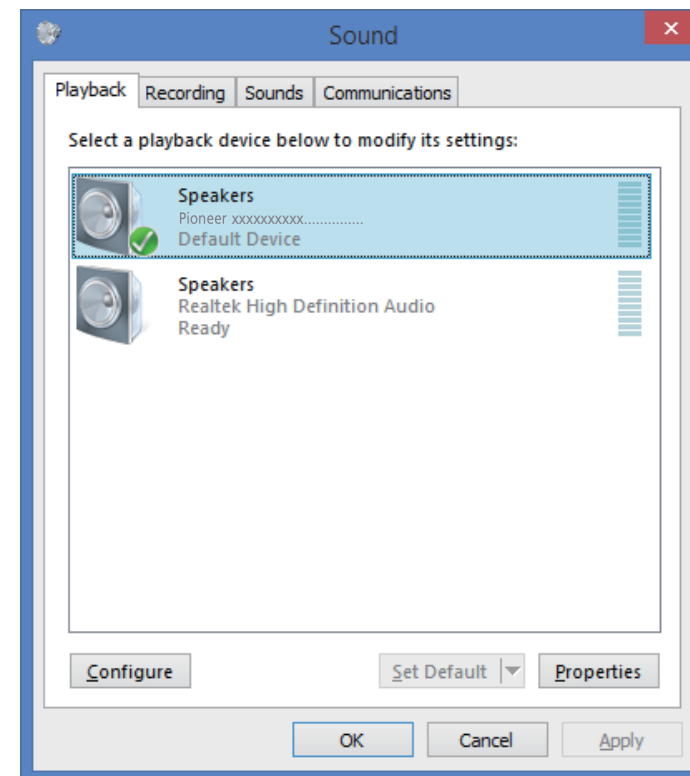 Sound
Playback Recording Sounds Communications
Select a playback device below to modify its settings:
Speakers
Pioneer xxxxxxxxxx...............
Default Device
Speakers
Realtek High Definition Audio
Ready
Configure Set Default Properties
OK Cancel Apply